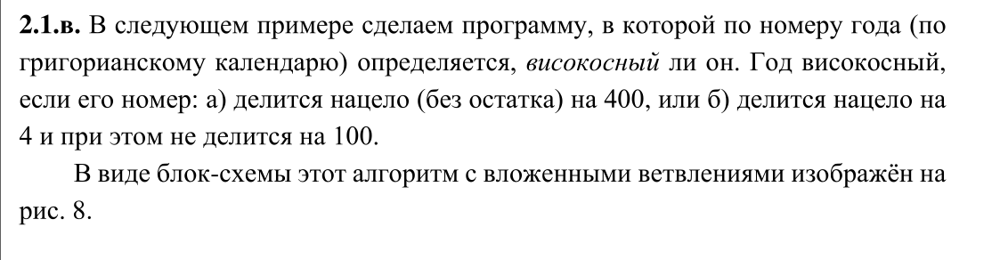 2.1.в. В следующем примере сделаем программу, в которой по номеру года (по
григорианскому календарю) определяется, високосный ли он. Год високосный,
если его номер: а) делится нацело (без остатка) на 400, или б) делится нацело на
4 и при этом не делится на 100.
В виде блок-схемы этот алгоритм с вложенными ветвлениями изображён на
рис. 8.